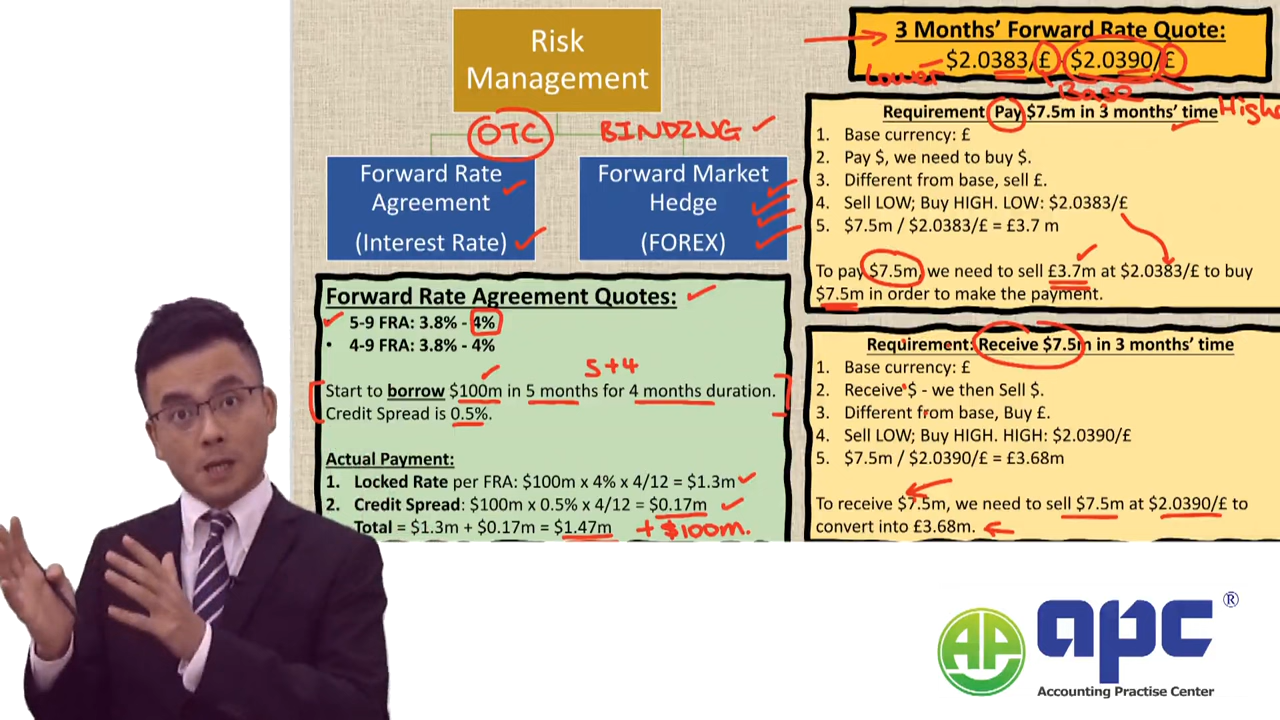 Risk
Management
OTC
BINDING
Forward Rate
Agreement
(Interest Rate)
Forward Market
Hedge
(FOREX)
Forward Rate Agreement Quotes:
5-9 FRA: 3.8% - 4%
• 4-9 FRA: 3.8% - 4%
5+4
Start to borrow $100m in 5 months for 4 months duration.
Credit Spread is 0.5%.
Actual Payment:
1. Locked Rate per FRA: $100m x 4% x 4/12 = $1.3m
2. Credit Spread: $100m x 0.5% x 4/12 = $0.17m
Total = $1.3m + $0.17m = $1.47m
+ $100m.
3 Months' Forward Rate Quote:
$2.0383/£ - $2.0390/£
Lower
Base
High
Requirement: Pay $7.5m in 3 months' time
1. Base currency: £
2. Pay $, we need to buy $.
3. Different from base, sell £.
4. Sell LOW; Buy HIGH. LOW: $2.0383/£
5. $7.5m / $2.0383/£ = £3.7 m
To pay $7.5m, we need to sell £3.7m at $2.0383/£ to buy
$7.5m in order to make the payment.
Requirement: Receive $7.5m in 3 months' time
1. Base currency: £
2. Receive $ - we then Sell $.
3. Different from base, Buy £.
4. Sell LOW; Buy HIGH. HIGH: $2.0390/£
5. $7.5m / $2.0390/£ = £3.68m
To receive $7.5m, we need to sell $7.5m at $2.0390/£ to
convert into £3.68m.
AP
apc®
Accounting Practise Center